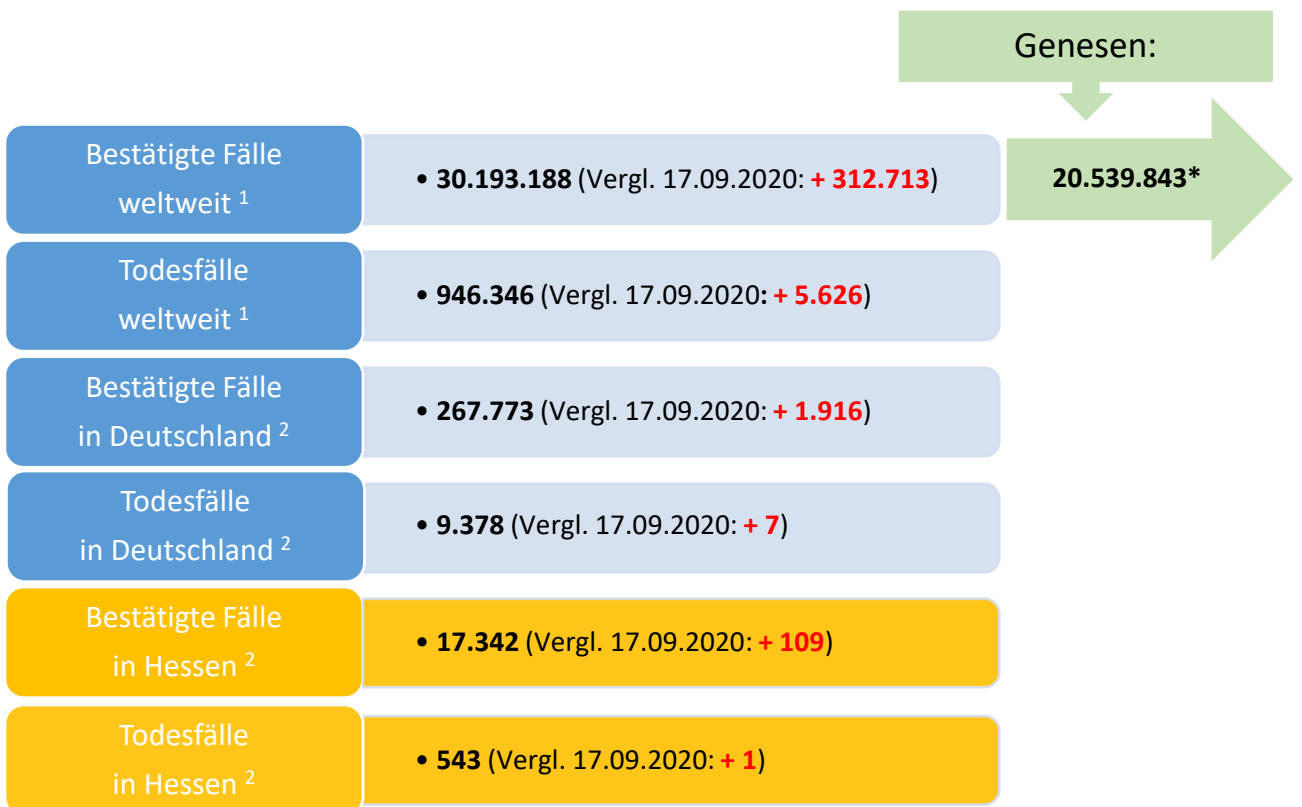 Genesen:
Bestätigte Fälle
weltweit ¹
• 30.193.188 (Vergl. 17.09.2020: + 312.713)
20.539.843*
Todesfälle
weltweit ¹
• 946.346 (Vergl. 17.09.2020: + 5.626)
Bestätigte Fälle
in Deutschland ²
• 267.773 (Vergl. 17.09.2020: + 1.916)
Todesfälle
in Deutschland ²
• 9.378 (Vergl. 17.09.2020: + 7)
Bestätigte Fälle
in Hessen ²
• 17.342 (Vergl. 17.09.2020: + 109)
Todesfälle
in Hessen ²
• 543 (Vergl. 17.09.2020: + 1)